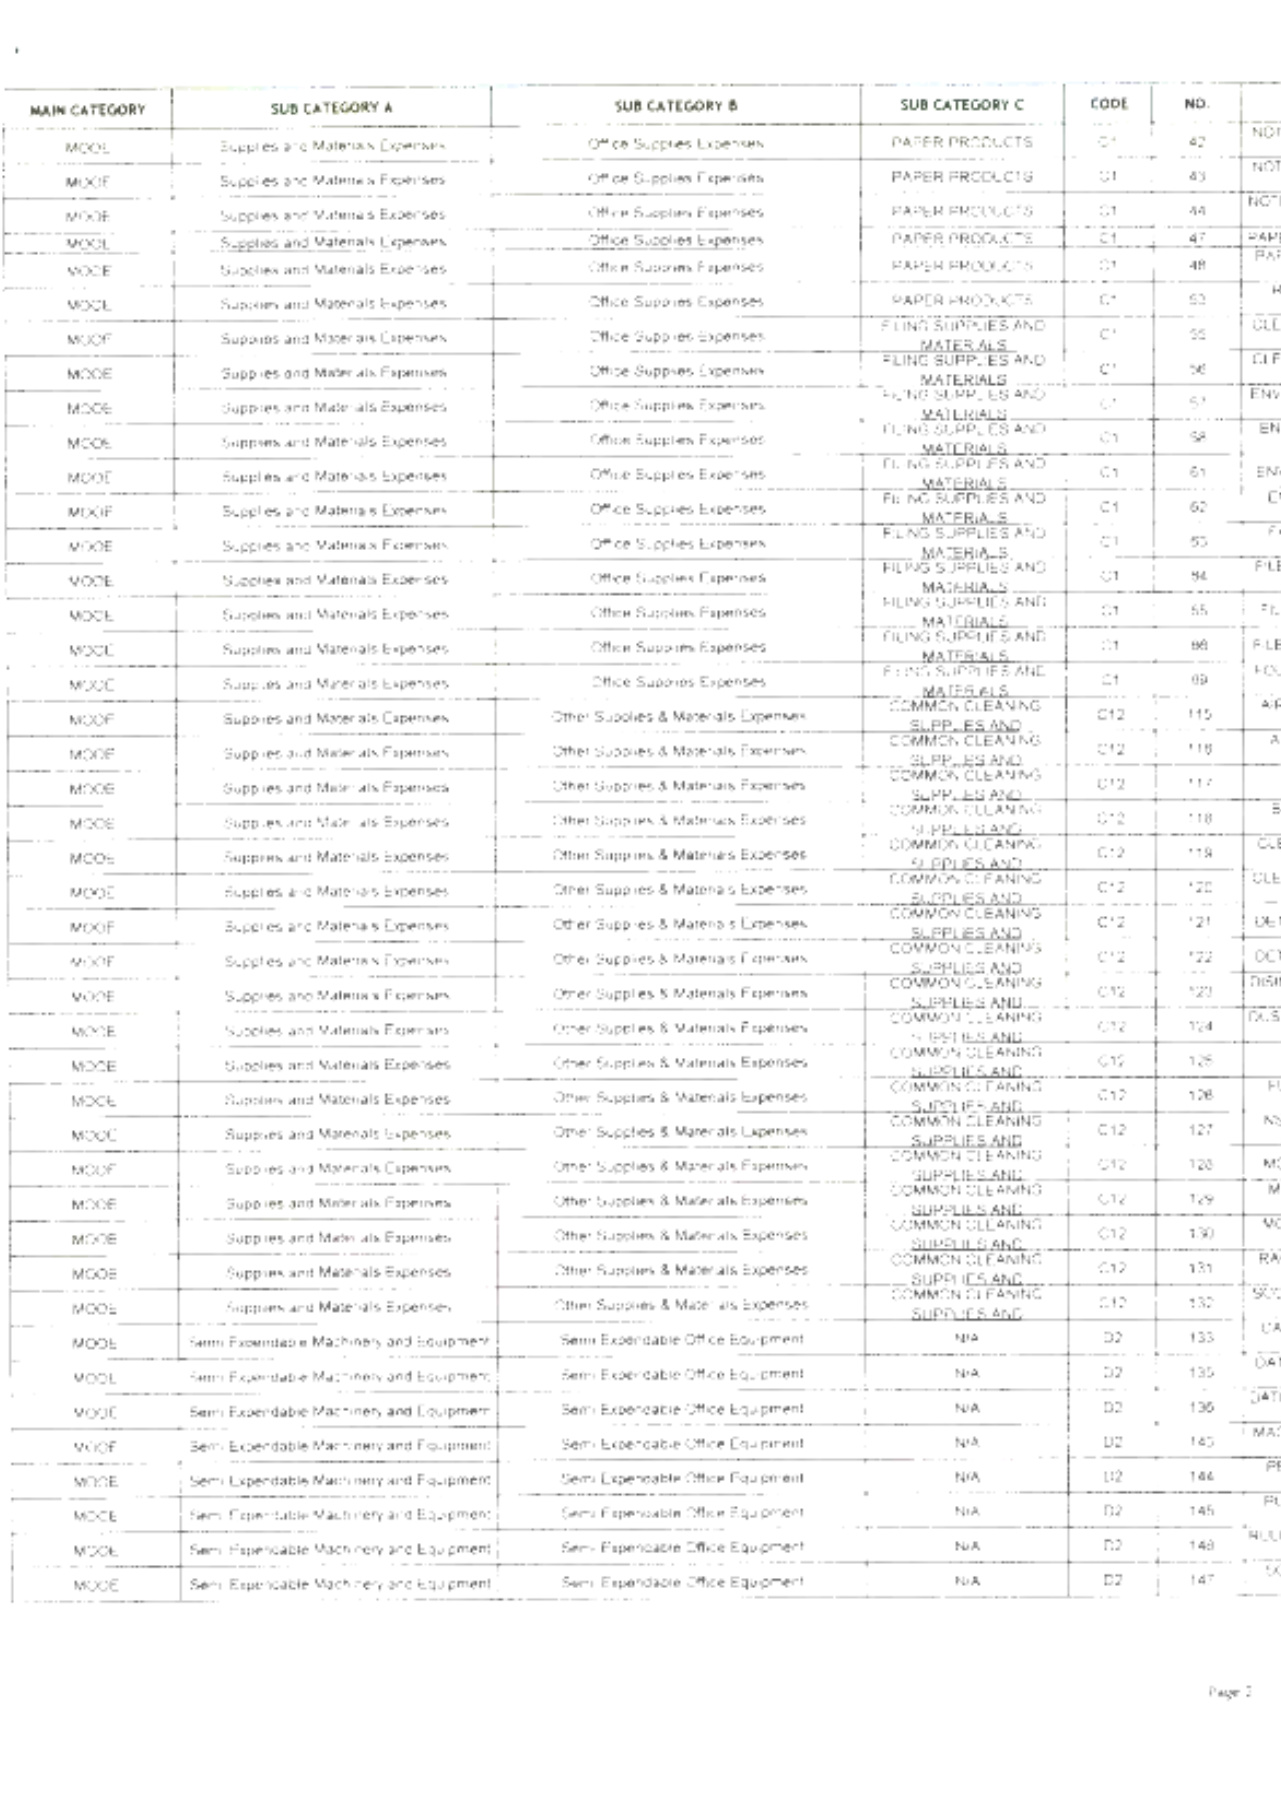 MAIN CATEGORY SUB CATEGORY A SUB CATEGORY B SUB CATEGORY C CODE NO.
MOOE Supplies and Materials Expenses Office Supplies Expenses PAPER PRODUCTS C1 42 NOT
MOOE Supplies and Materials Expenses Office Supplies Expenses PAPER PRODUCTS C1 43 NOT
MOOE Supplies and Materials Expenses Office Supplies Expenses PAPER PRODUCTS C1 44 NOTE
MOOE Supplies and Materials Expenses Office Supplies Expenses PAPER PRODUCTS C1 47 PAPE
MOOE Supplies and Materials Expenses Office Supplies Expenses PAPER PRODUCTS C1 48 PAP
MOOE Supplies and Materials Expenses Office Supplies Expenses PAPER PRODUCTS C1 53
MOOE Supplies and Materials Expenses Office Supplies Expenses FILING SUPPLIES AND MATERIALS C1 55 CLE
MOOE Supplies and Materials Expenses Office Supplies Expenses FILING SUPPLIES AND MATERIALS C1 56 CLE
MOOE Supplies and Materials Expenses Office Supplies Expenses FILING SUPPLIES AND MATERIALS C1 57 ENV
MOOE Supplies and Materials Expenses Office Supplies Expenses FILING SUPPLIES AND MATERIALS C1 58 EN
MOOE Supplies and Materials Expenses Office Supplies Expenses FILING SUPPLIES AND MATERIALS C1 61 ENV
MOOE Supplies and Materials Expenses Office Supplies Expenses FILING SUPPLIES AND MATERIALS C1 62
MOOE Supplies and Materials Expenses Office Supplies Expenses FILING SUPPLIES AND MATERIALS C1
MOOE Supplies and Materials Expenses Office Supplies Expenses FILING SUPPLIES AND MATERIALS C1 FILE
MOOE Supplies and Materials Expenses Office Supplies Expenses FILING SUPPLIES AND MATERIALS C1 FIL
MOOE Supplies and Materials Expenses Office Supplies Expenses FILING SUPPLIES AND MATERIALS C1 FILE
MOOE Supplies and Materials Expenses Office Supplies Expenses FILING SUPPLIES AND MATERIALS C1 69 FOL
MOOE Supplies and Materials Expenses Other Supplies & Materials Expenses COMMON CLEANING SUPPLIES AND C12 115 AIR
MOOE Supplies and Materials Expenses Other Supplies & Materials Expenses COMMON CLEANING SUPPLIES AND C12 116 A
MOOE Supplies and Materials Expenses Other Supplies & Materials Expenses COMMON CLEANING SUPPLIES AND C12 117
MOOE Supplies and Materials Expenses Other Supplies & Materials Expenses COMMON CLEANING SUPPLIES AND C12 118
MOOE Supplies and Materials Expenses Other Supplies & Materials Expenses COMMON CLEANING SUPPLIES AND C12 119 CLE
MOOE Supplies and Materials Expenses Other Supplies & Materials Expenses COMMON CLEANING SUPPLIES AND C12 120 CLE
MOOE Supplies and Materials Expenses Other Supplies & Materials Expenses COMMON CLEANING SUPPLIES AND C12 121 DET
MOOE Supplies and Materials Expenses Other Supplies & Materials Expenses COMMON CLEANING SUPPLIES AND C12 122 DET
MOOE Supplies and Materials Expenses Other Supplies & Materials Expenses COMMON CLEANING SUPPLIES AND C12 123 DISIN
MOOE Supplies and Materials Expenses Other Supplies & Materials Expenses COMMON CLEANING SUPPLIES AND C12 124 DUS
MOOE Supplies and Materials Expenses Other Supplies & Materials Expenses COMMON CLEANING SUPPLIES AND C12 125
MOOE Supplies and Materials Expenses Other Supplies & Materials Expenses COMMON CLEANING SUPPLIES AND C12 126
MOOE Supplies and Materials Expenses Other Supplies & Materials Expenses COMMON CLEANING SUPPLIES AND C12 127
MOOE Supplies and Materials Expenses Other Supplies & Materials Expenses COMMON CLEANING SUPPLIES AND C12 128 MO
MOOE Supplies and Materials Expenses Other Supplies & Materials Expenses COMMON CLEANING SUPPLIES AND C12 129 M
MOOE Supplies and Materials Expenses Other Supplies & Materials Expenses COMMON CLEANING SUPPLIES AND C12 130 MO
MOOE Supplies and Materials Expenses Other Supplies & Materials Expenses COMMON CLEANING SUPPLIES AND C12 131 RA
MOOE Supplies and Materials Expenses Other Supplies & Materials Expenses COMMON CLEANING SUPPLIES AND C12 132 SCO
MOOE Semi Expendable Machinery and Equipment Semi Expendable Office Equipment N/A D2 133
MOOE Semi Expendable Machinery and Equipment Semi Expendable Office Equipment N/A D2 135 DAT
MOOE Semi Expendable Machinery and Equipment Semi Expendable Office Equipment N/A D2 136 DATE
MOOE Semi Expendable Machinery and Equipment Semi Expendable Office Equipment N/A D2 143 MAG
MOOE Semi Expendable Machinery and Equipment Semi Expendable Office Equipment N/A D2 144
MOOE Semi Expendable Machinery and Equipment Semi Expendable Office Equipment N/A D2 145 PU
MOOE Semi Expendable Machinery and Equipment Semi Expendable Office Equipment N/A D2
MOOE Semi Expendable Machinery and Equipment Semi Expendable Office Equipment N/A D2 147 SC
Page 2